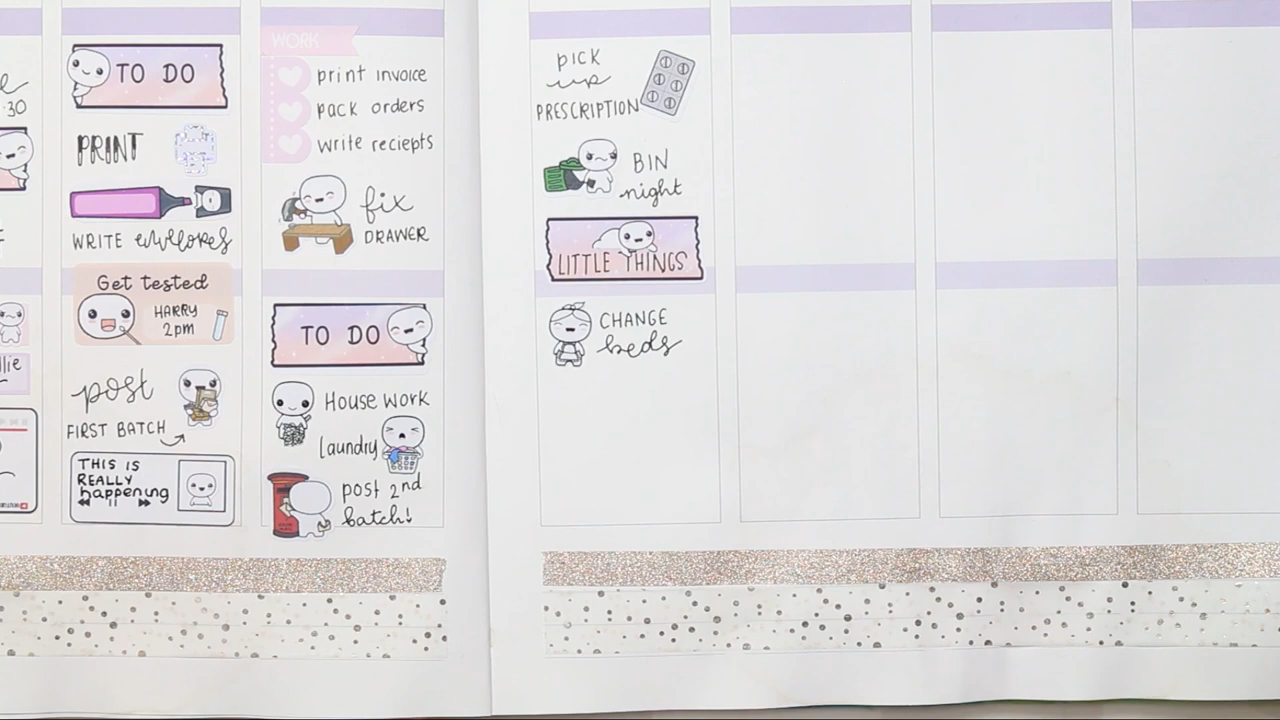 30
llie
TO DO
PRINT
WRITE envelopes
Get tested
HARRY
2pm
post
FIRST BATCH
THIS IS
REALLY
happening
WORK
print invoice
pack orders
write reciepts
fix
DRAWER
TO DO
House work
Laundry
post 2nd
batch!
PICK
up
PRESCRIPTION
BIN
night
LITTLE THINGS
CHANGE
beds